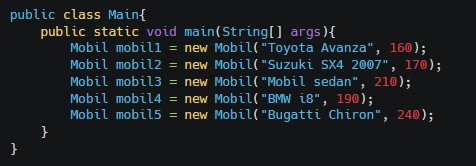 public class Main{
    public static void main(String[] args){
        Mobil mobil1 = new Mobil("Toyota Avanza", 160);
        Mobil mobil2 = new Mobil("Suzuki SX4 2007", 170);
        Mobil mobil3 = new Mobil("Mobil sedan", 210);
        Mobil mobil4 = new Mobil("BMW i8", 190);
        Mobil mobil5 = new Mobil("Bugatti Chiron", 240);
    }
}